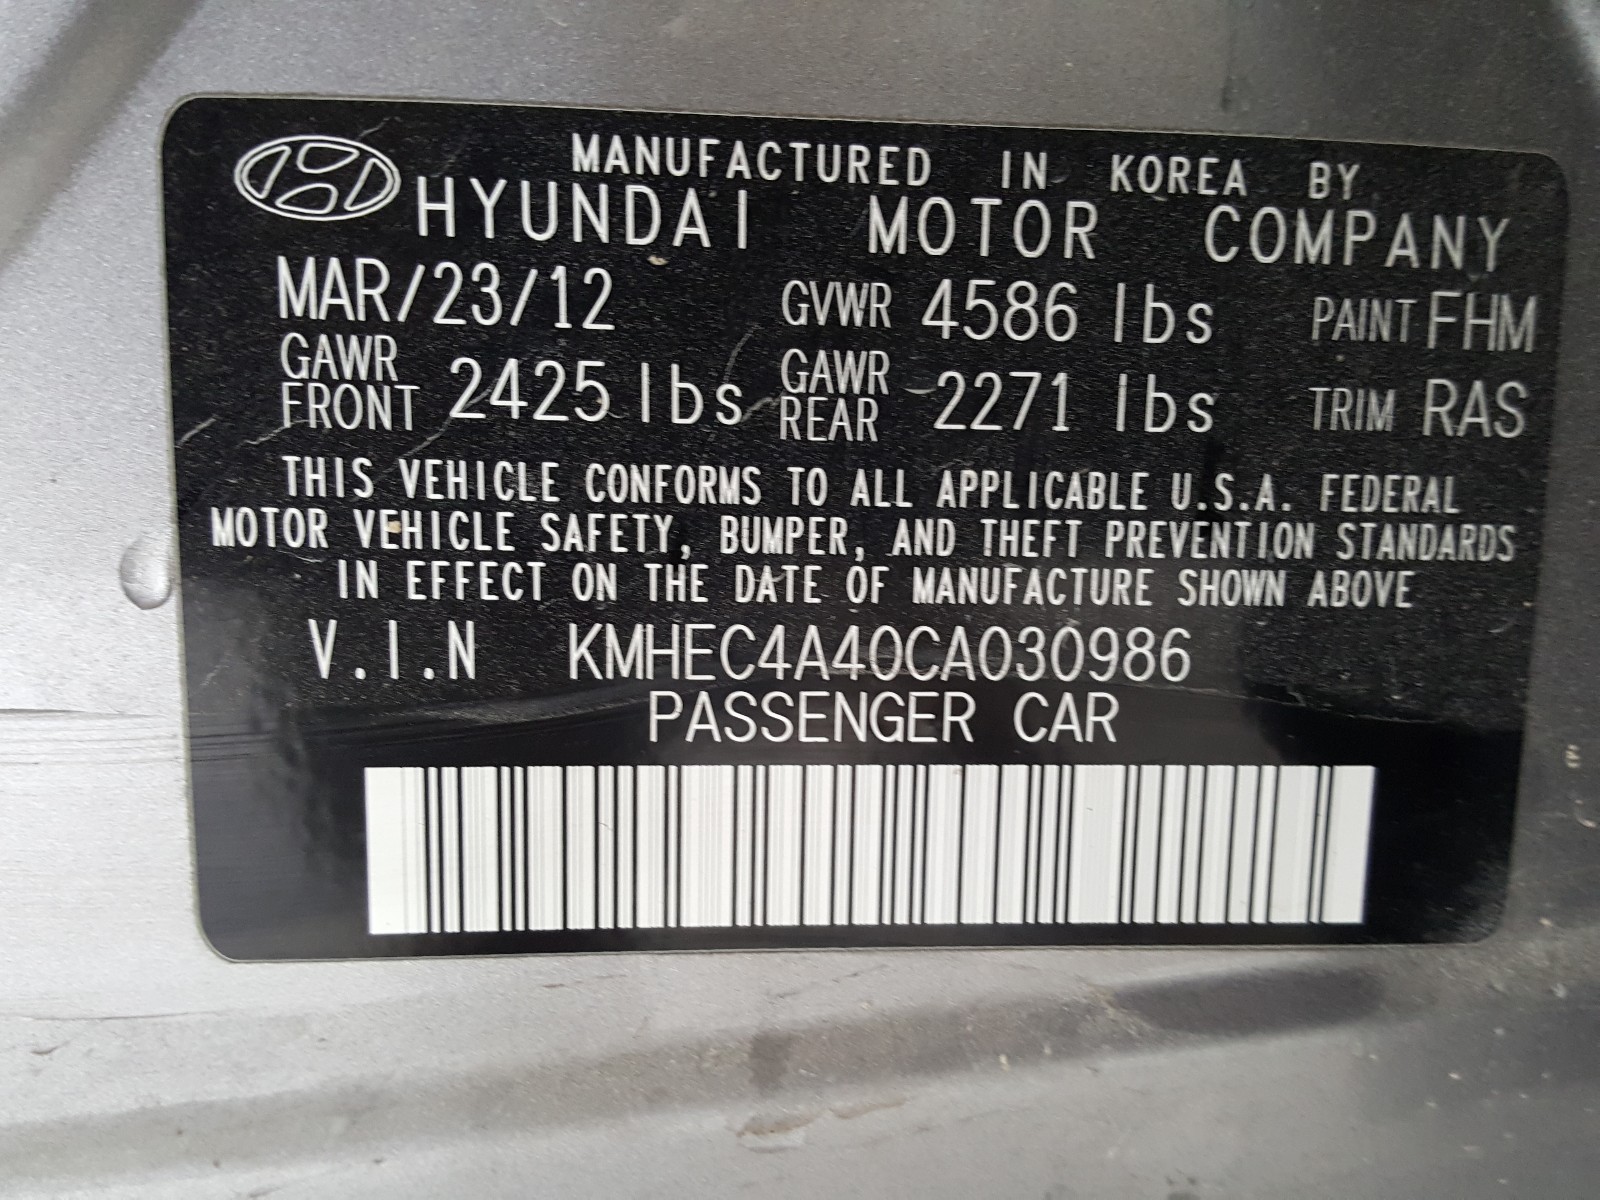 MANUFACTURED IN KOREA BY
HYUNDAI MOTOR COMPANY
MAR/23/12 GVWR 4586 lbs PAINT FHM
GAWR FRONT 2425 lbs GAWR REAR 2271 lbs TRIM RAS
THIS VEHICLE CONFORMS TO ALL APPLICABLE U.S.A. FEDERAL
MOTOR VEHICLE SAFETY, BUMPER, AND THEFT PREVENTION STANDARDS
IN EFFECT ON THE DATE OF MANUFACTURE SHOWN ABOVE
V.I.N KMHEC4A40CA030986
PASSENGER CAR